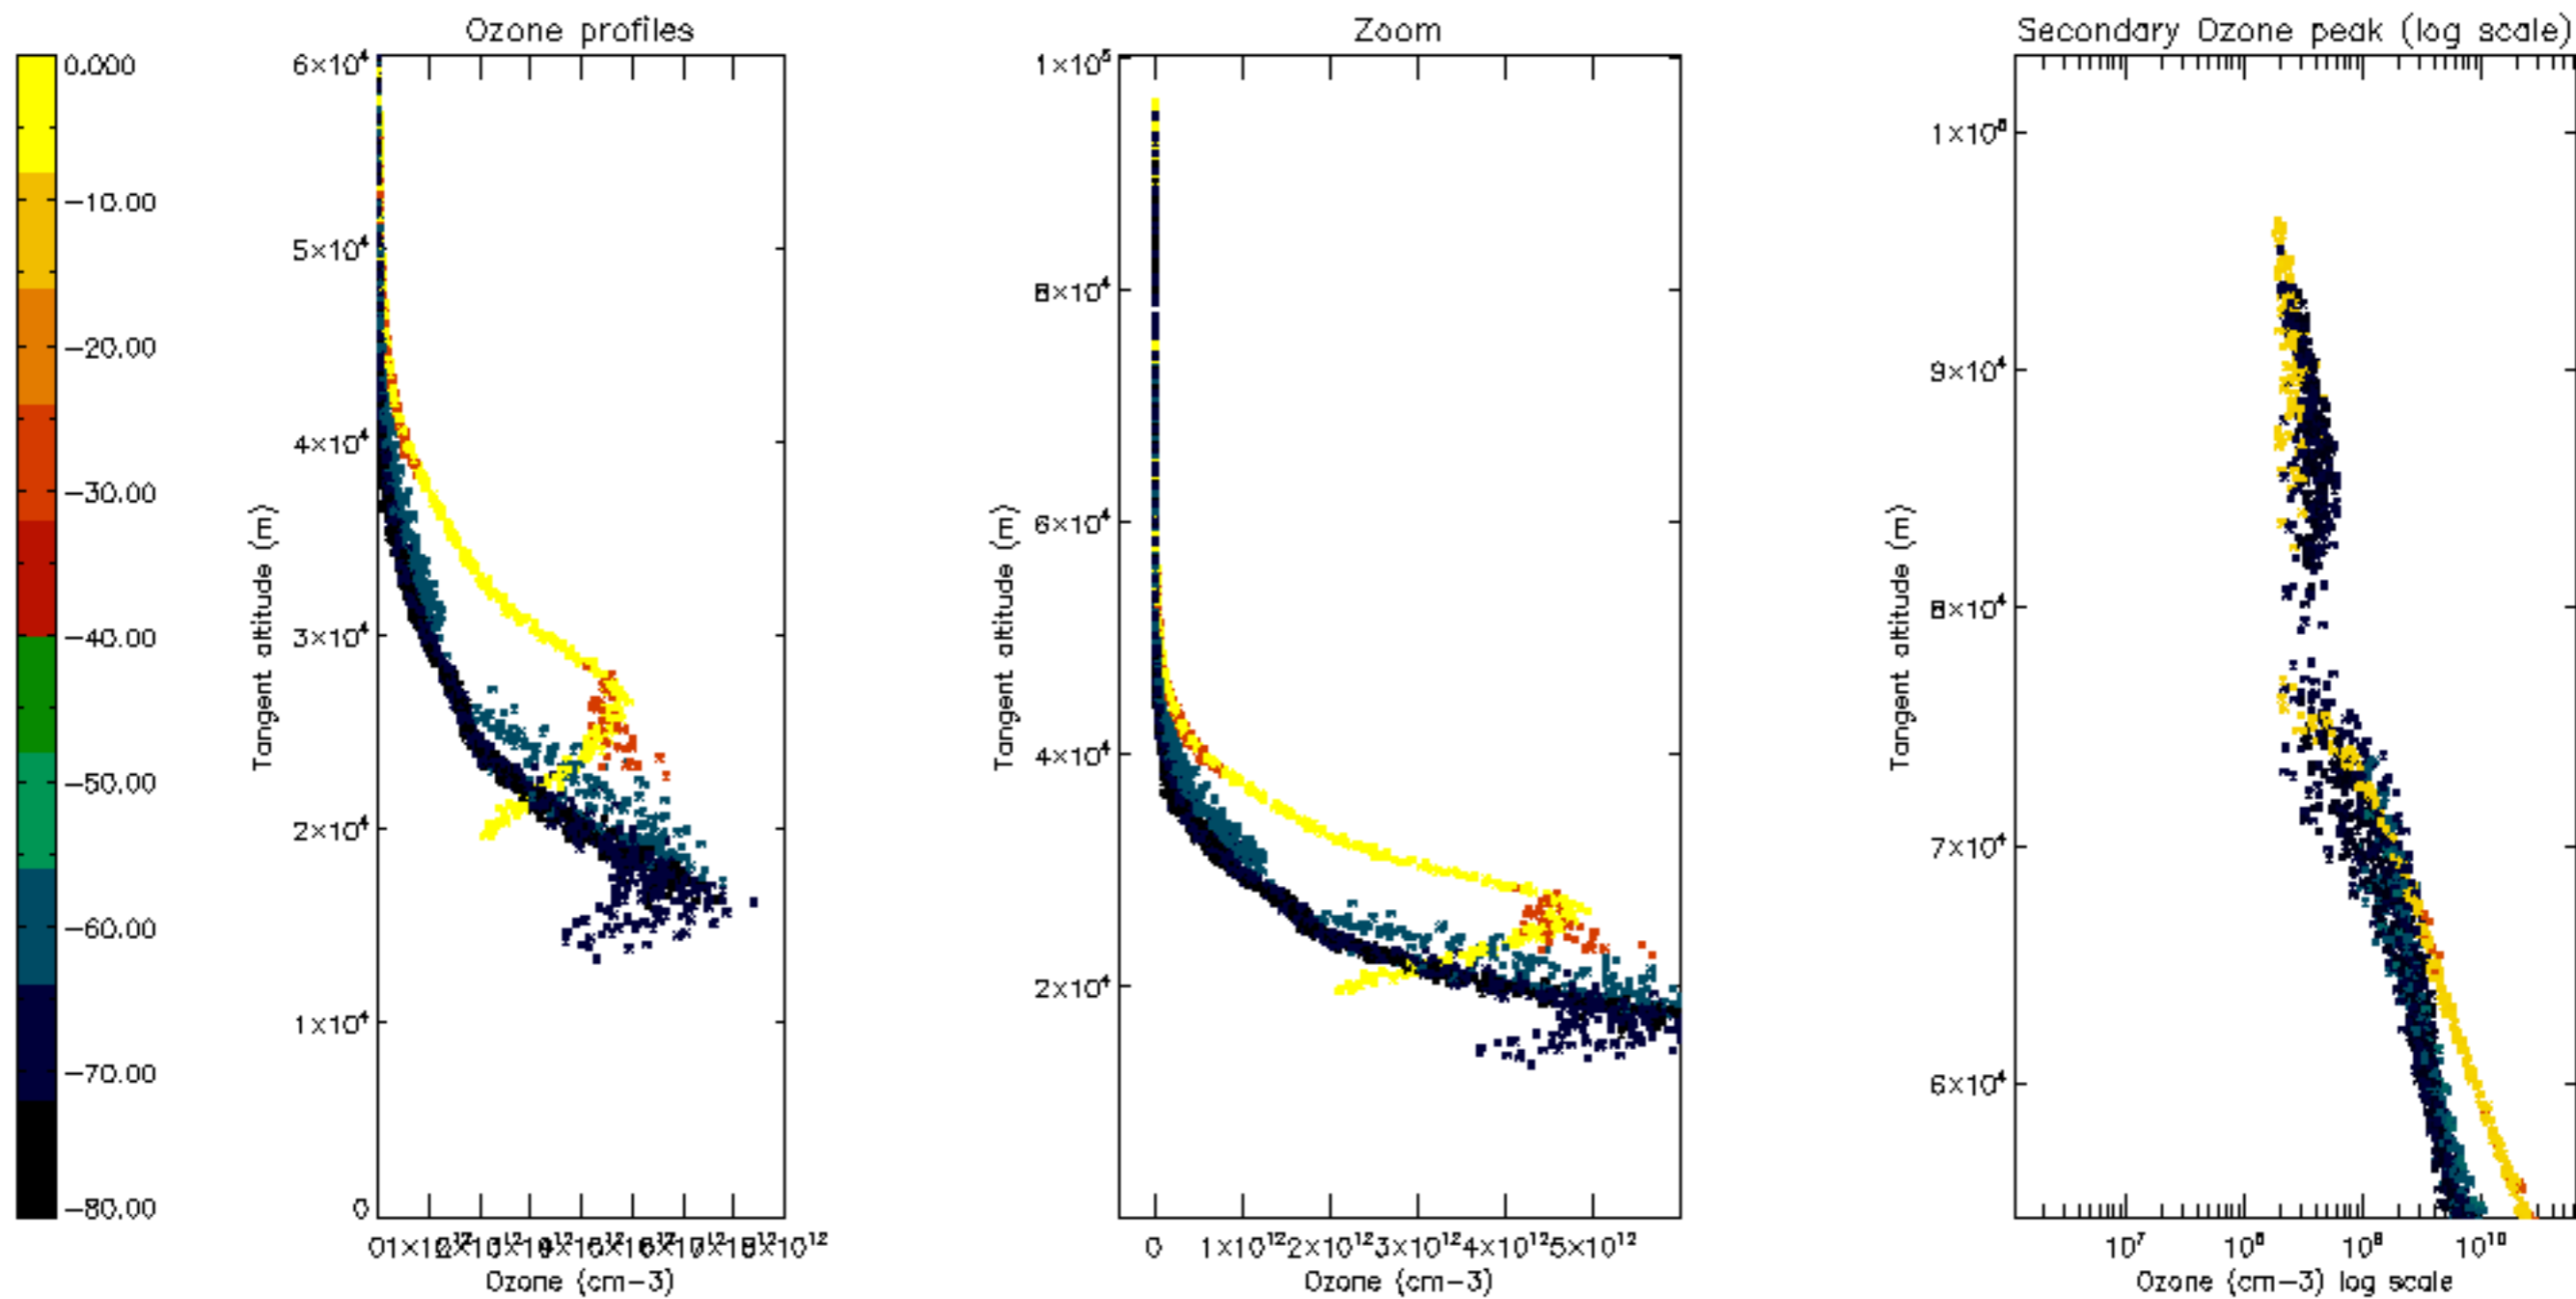 Ozone profiles
Zoom
Secondary Ozone peak (log scale)
0.000
-10.00
-20.00
-30.00
-40.00
-50.00
-60.00
-70.00
-80.00
Tangent altitude (m)
6×10⁴
5×10⁴
4×10⁴
3×10⁴
2×10⁴
1×10⁴
0
Ozone (cm-3)
Tangent altitude (m)
1×10⁵
8×10⁴
6×10⁴
4×10⁴
2×10⁴
0 1×10¹² 2×10¹² 3×10¹² 4×10¹² 5×10¹²
Ozone (cm-3)
Tangent altitude (m)
9×10⁴
8×10⁴
7×10⁴
6×10⁴
10⁷ 10⁸ 10⁹ 10¹⁰
Ozone (cm-3) log scale